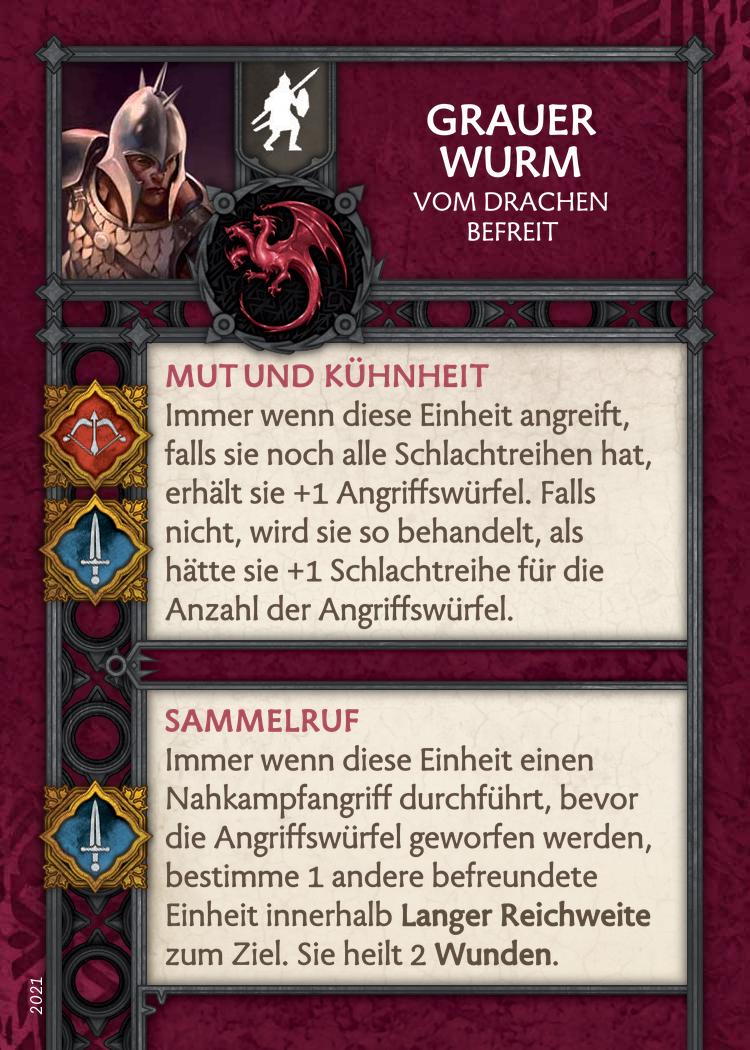 GRAUER
WURM
VOM DRACHEN
BEFREIT
MUT UND KÜHNHEIT
Immer wenn diese Einheit angreift,
falls sie noch alle Schlachtreihen hat,
erhält sie +1 Angriffswürfel. Falls
nicht, wird sie so behandelt, als
hätte sie +1 Schlachtreihe für die
Anzahl der Angriffswürfel.
SAMMELRUF
Immer wenn diese Einheit einen
Nahkampfangriff durchführt, bevor
die Angriffswürfel geworfen werden,
bestimme 1 andere befreundete
Einheit innerhalb Langer Reichweite
zum Ziel. Sie heilt 2 Wunden.
2021